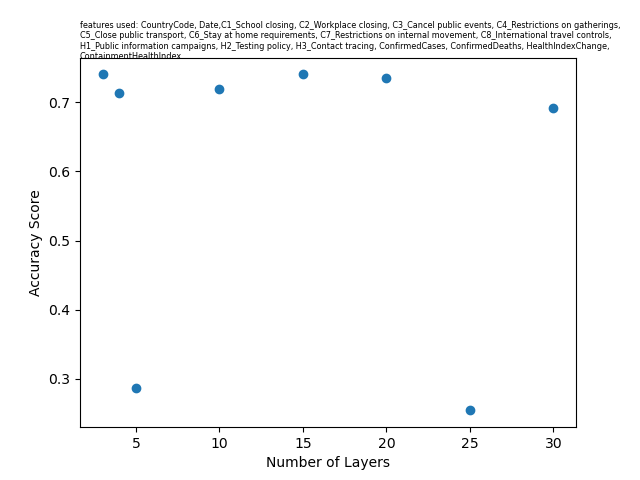 features used: CountryCode, Date,C1_School closing, C2_Workplace closing, C3_Cancel public events, C4_Restrictions on gatherings,
C5_Close public transport, C6_Stay at home requirements, C7_Restrictions on internal movement, C8_International travel controls,
H1_Public information campaigns, H2_Testing policy, H3_Contact tracing, ConfirmedCases, ConfirmedDeaths, HealthIndexChange,
ContainmentHealthIndex
0.7
0.6
0.5
0.4
0.3
Accuracy Score
5 10 15 20 25 30
Number of Layers